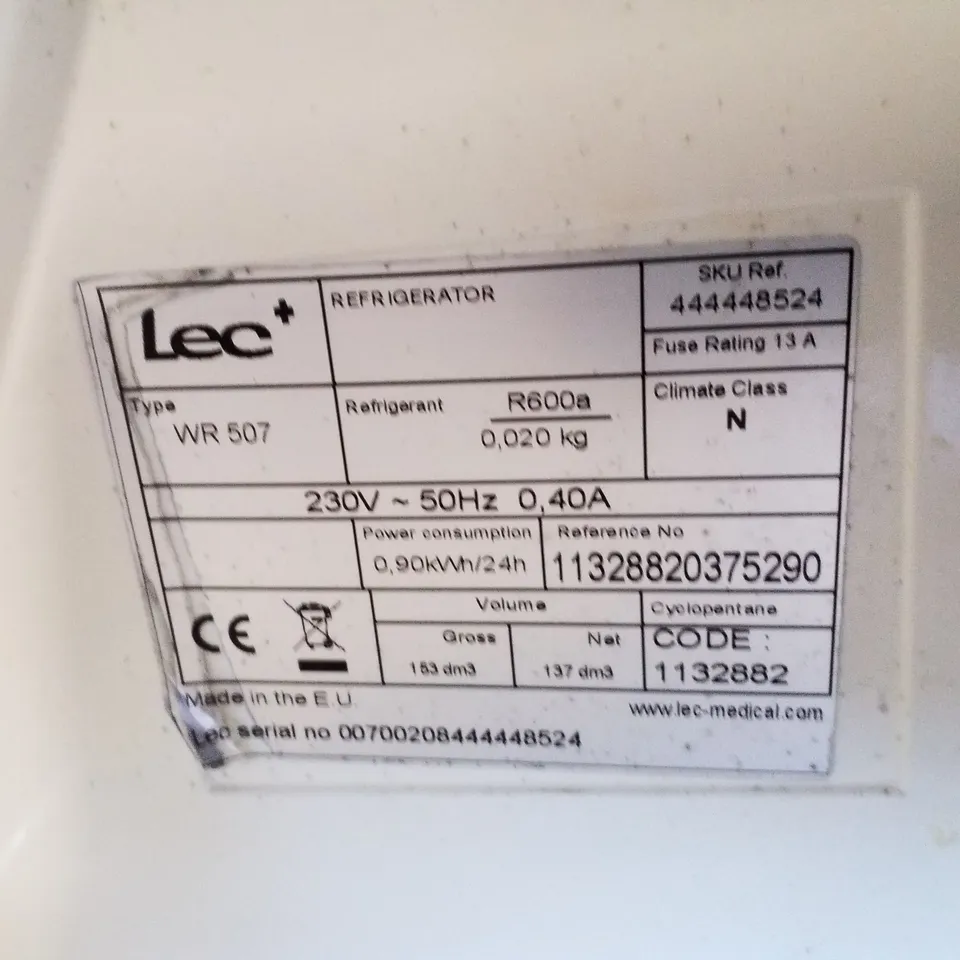 Lec+
REFRIGERATOR
SKU Ref.
444448524
Fuse Rating 13 A
Type
WR 507
Refrigerant
R600a
0,020 kg
Climate Class
N
230V ~ 50Hz 0,40A
Power consumption
0,90kWh/24h
Reference No
11328820375290
CE
Volume
Gross
153 dm3
Net
137 dm3
Cyclopentane
CODE :
1132882
Made in the E.U.
www.lec-medical.com
Lec serial no 00700208444448524